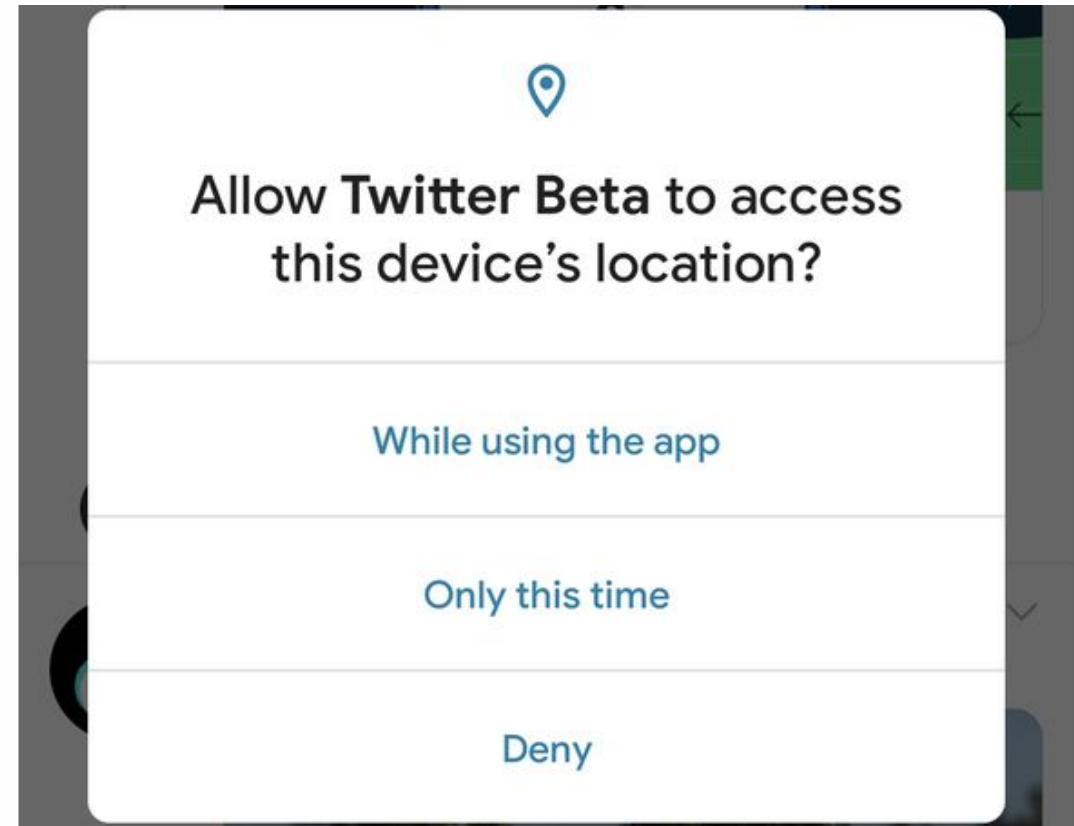 Allow Twitter Beta to access
this device’s location?
While using the app
Only this time
Deny